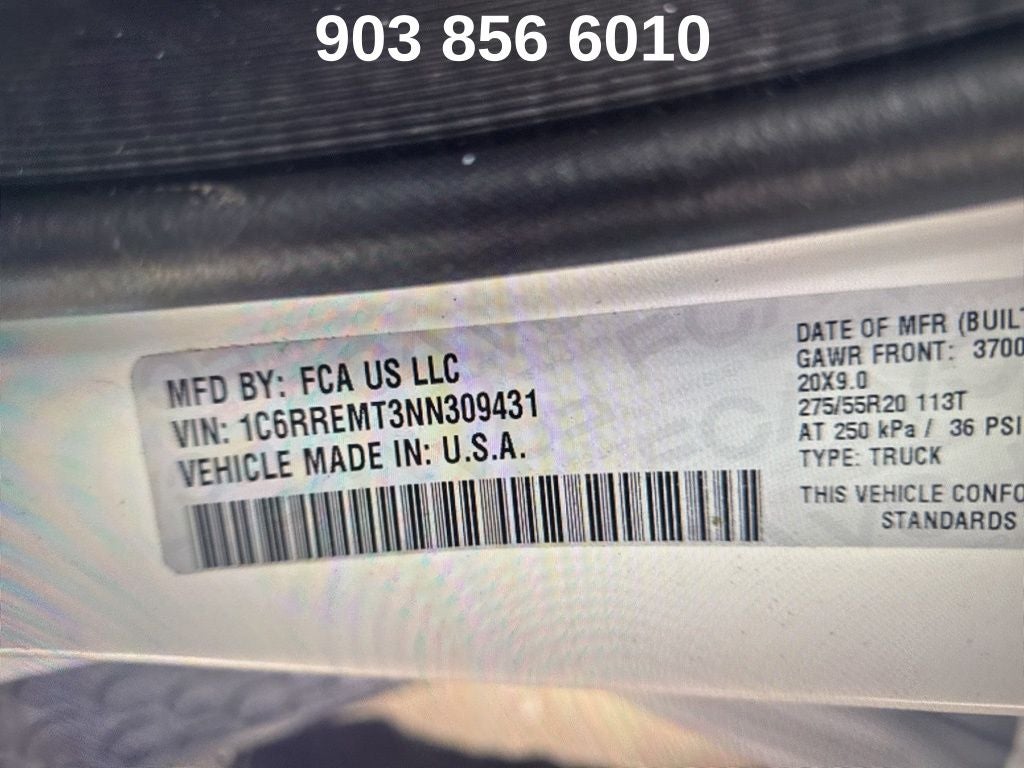 903 856 6010
MFD BY: FCA US LLC
VIN: 1C6RREMT3NN309431
VEHICLE MADE IN: U.S.A.
DATE OF MFR (BUILT
GAWR FRONT: 3700
20X9.0
275/55R20 113T
AT 250 kPa / 36 PSI
TYPE: TRUCK
THIS VEHICLE CONFO
STANDARDS